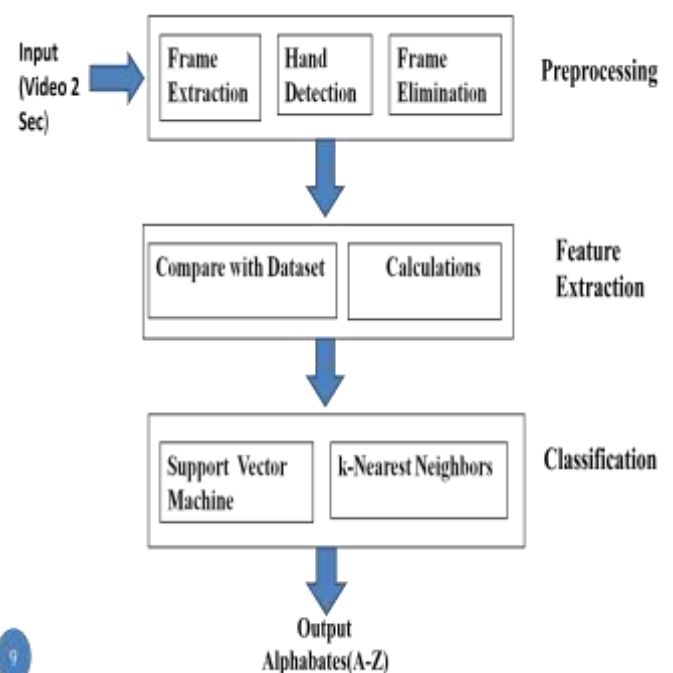 Input
(Video 2
Sec)
Frame
Extraction
Hand
Detection
Frame
Elimination
Preprocessing
Compare with Dataset
Calculations
Feature
Extraction
Support Vector
Machine
k-Nearest Neighbors
Classification
Output
Alphabates(A-Z)
9